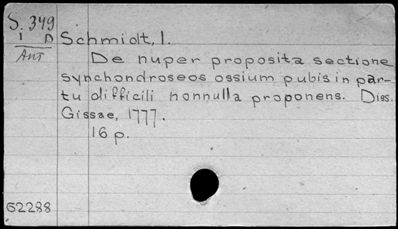 S. 349
1 D
Ant
Schmidt, I.
De nuper proposita sectione
synchondroseos ossium pubis in par-
tu difficili nonnulla proponens. Diss.
Gissae, 1777.
16 p.
62288